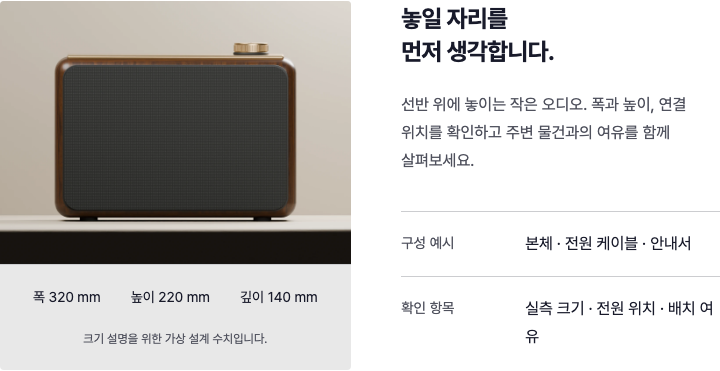 놓일 자리를
먼저 생각합니다.
선반 위에 놓이는 작은 오디오. 폭과 높이, 연결
위치를 확인하고 주변 물건과의 여유를 함께
살펴보세요.
구성 예시 본체 · 전원 케이블 · 안내서
확인 항목 실측 크기 · 전원 위치 · 배치 여
유
폭 320 mm 높이 220 mm 깊이 140 mm
크기 설명을 위한 가상 설계 수치입니다.